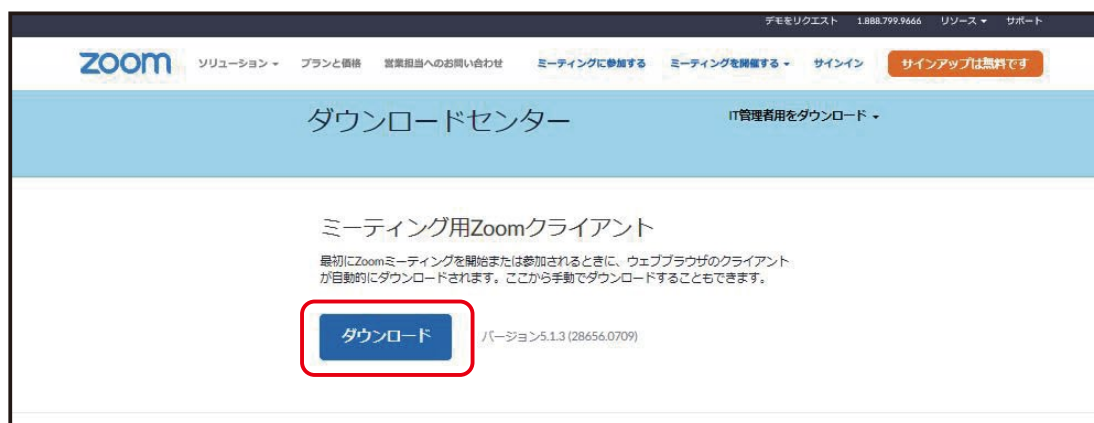 デモをリクエスト 1.888.799.9666 リソース サポート
zoom ソリューション プランと価格 営業担当へのお問い合わせ ミーティングに参加する ミーティングを開催する サインイン サインアップは無料です
ダウンロードセンター IT管理者用をダウンロード
ミーティング用Zoomクライアント
最初にZoomミーティングを開始または参加されるときに、ウェブブラウザのクライアント
が自動的にダウンロードされます。ここから手動でダウンロードすることもできます。
ダウンロード バージョン5.1.3 (28656.0709)